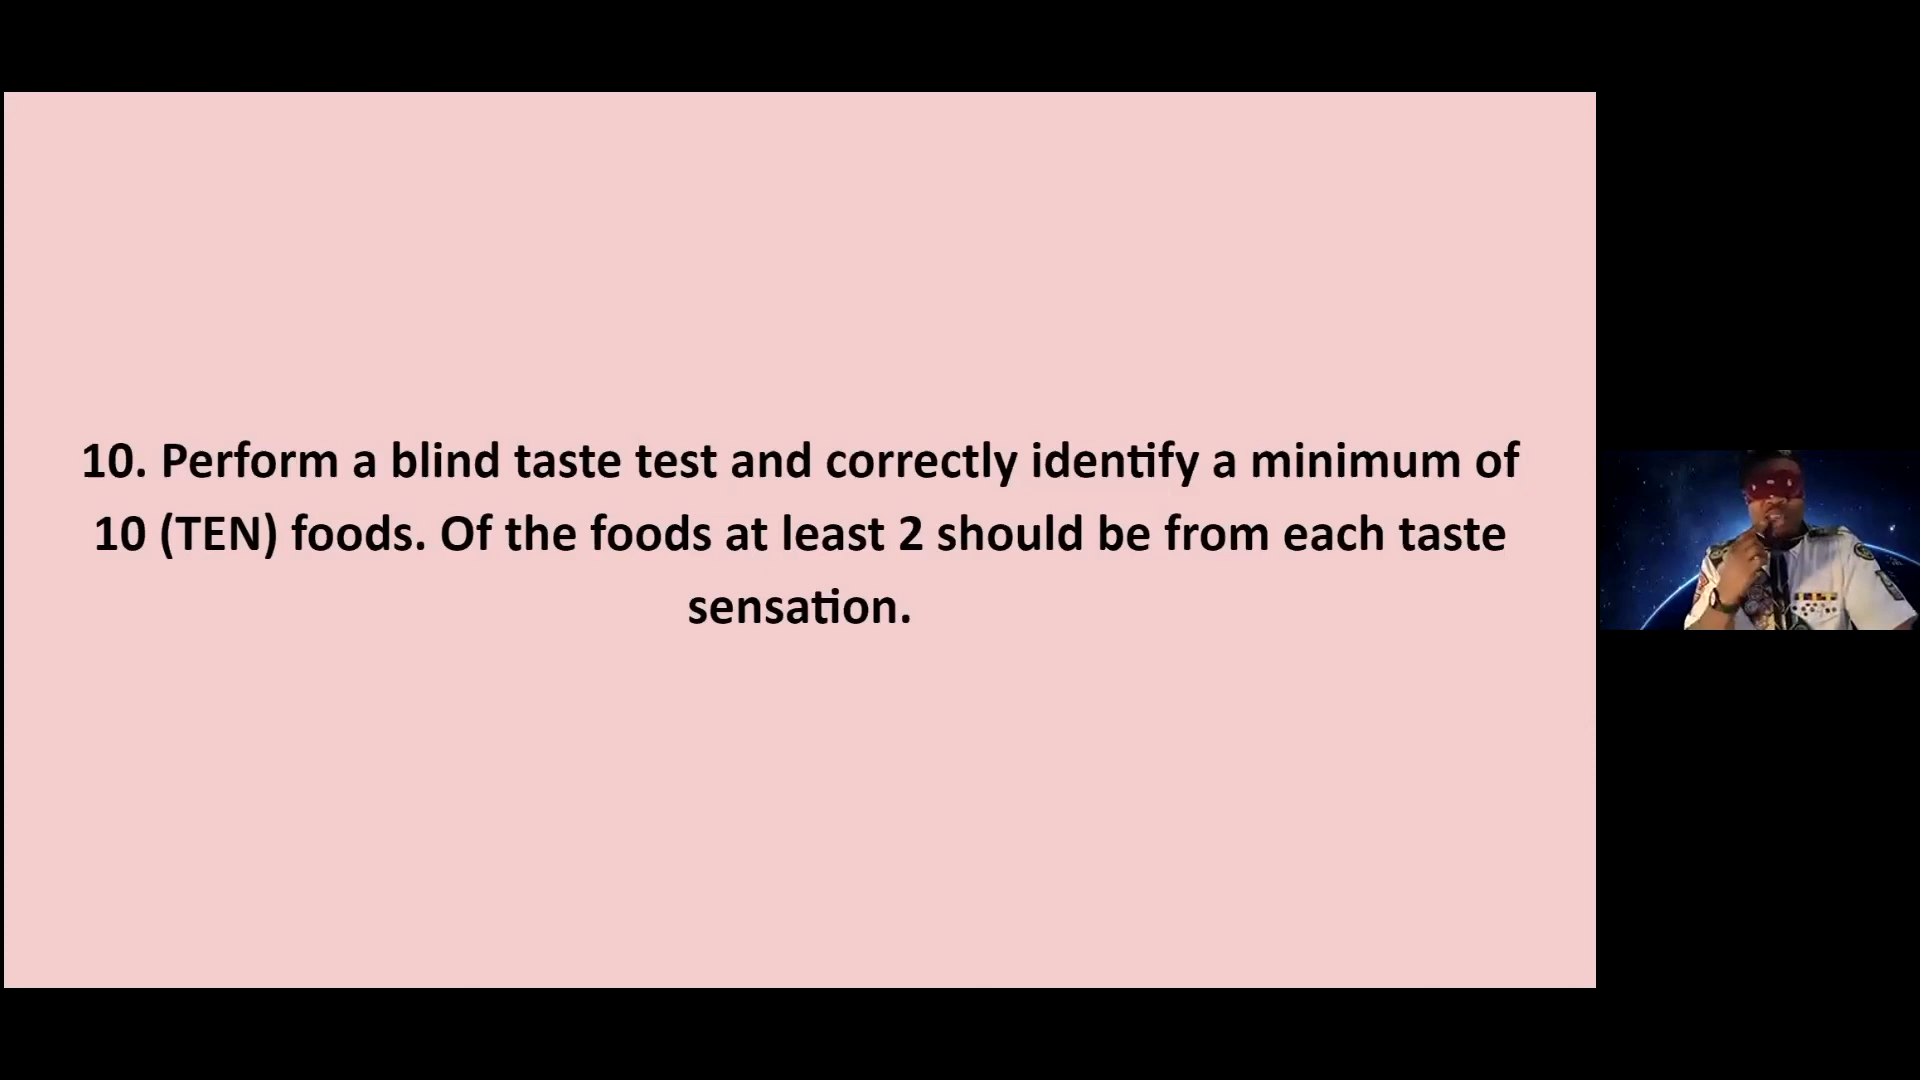 10. Perform a blind taste test and correctly identify a minimum of
10 (TEN) foods. Of the foods at least 2 should be from each taste
sensation.